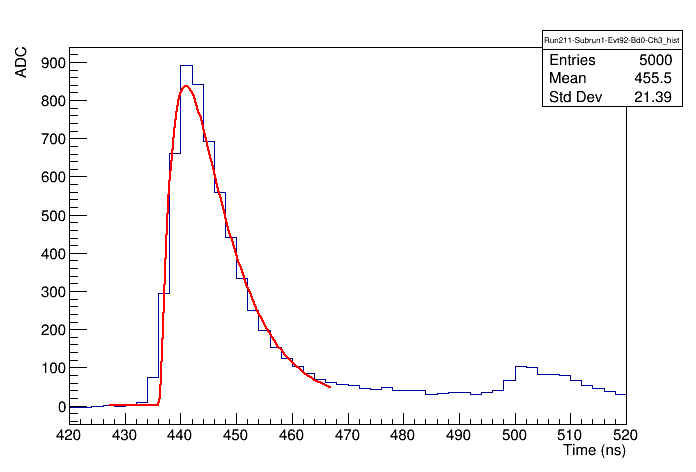 Run211-Subrun1-Evt92-Bd0-Ch3_hist
Entries 5000
Mean 455.5
Std Dev 21.39
ADC
900
800
700
600
500
400
300
200
100
0
420 430 440 450 460 470 480 490 500 510 520
Time (ns)